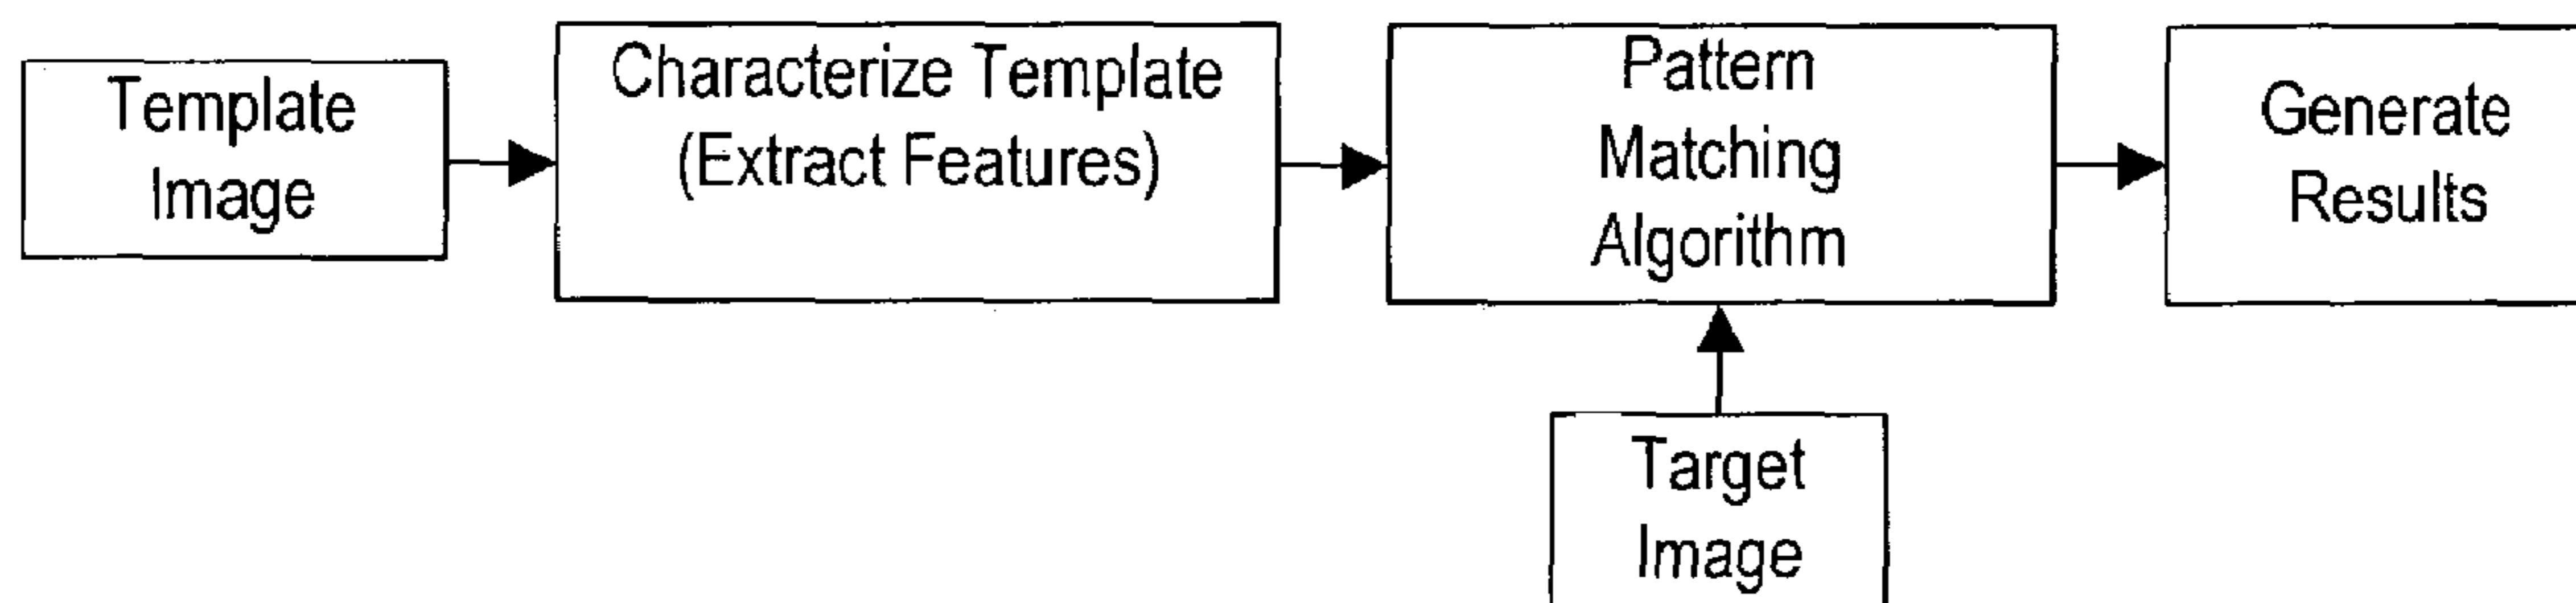 Template
Image
Characterize Template
(Extract Features)
Pattern
Matching
Algorithm
Generate
Results
Target
Image